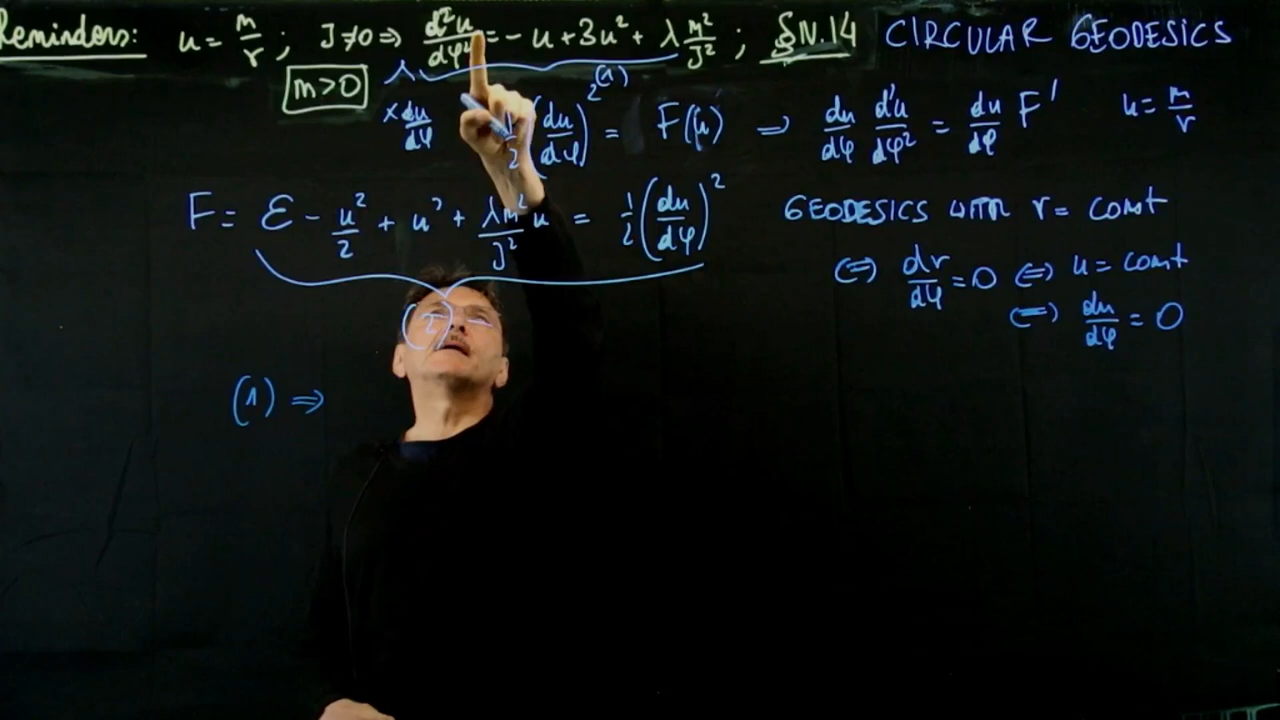 Reminders: u = m/r ; J≠0 ⇒ d²u/dφ² = - u + 3u² + λ m²/J² ; §N.14 CIRCULAR GEODESICS
m>0 (1)
× du/dφ 1/2 (du/dφ)² = F(u) ⇒ du/dφ d²u/dφ² = du/dφ F' u = m/r
F = ε - u²/2 + u³ + λm²/J² u = 1/2 (du/dφ)² GEODESICS WITH r = const
⇔ dr/dφ = 0 ⇔ u = const
(2) ⇔ du/dφ = 0
(1) ⇒